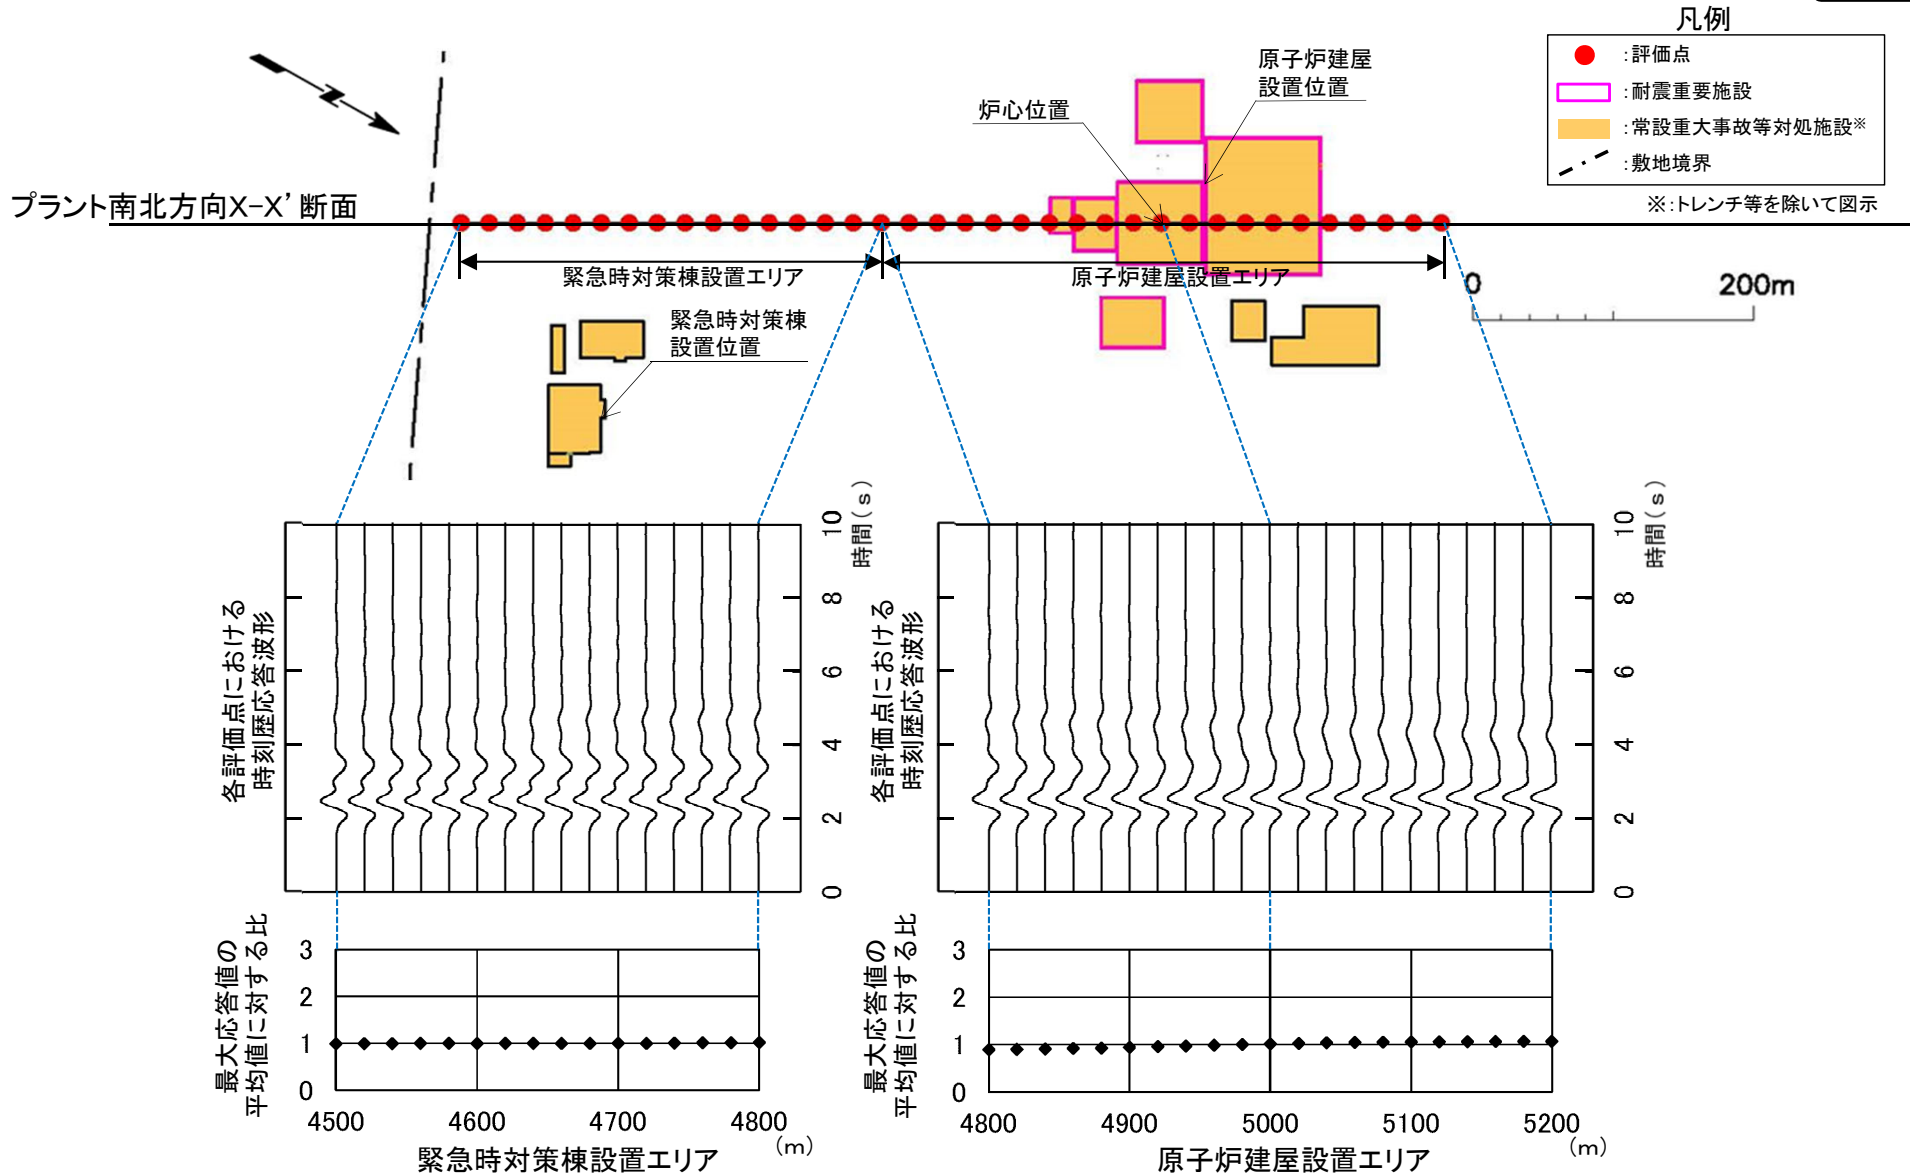 凡例
:評価点
:耐震重要施設
:常設重大事故等対処施設※
:敷地境界
※:トレンチ等を除いて図示
原子炉建屋
設置位置
炉心位置
プラント南北方向X-X’断面
緊急時対策棟設置エリア
原子炉建屋設置エリア
0
200m
緊急時対策棟
設置位置
各評価点における
時刻歴応答波形
0
2
4
6
8
10
時間(s)
各評価点における
時刻歴応答波形
0
2
4
6
8
10
時間(s)
最大応答値の
平均値に対する比
3
2
1
0
4500
4600
4700
4800
(m)
緊急時対策棟設置エリア
最大応答値の
平均値に対する比
3
2
1
0
4800
4900
5000
5100
5200
(m)
原子炉建屋設置エリア